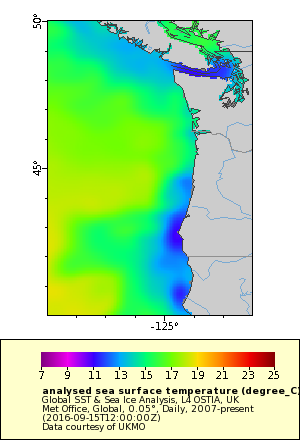 50°
45°
-125°
7 9 11 13 15 17 19 21 23 25
analysed sea surface temperature (degree_C)
Global SST & Sea Ice Analysis, L4 OSTIA, UK
Met Office, Global, 0.05°, Daily, 2007-present
(2016-09-15T12:00:00Z)
Data courtesy of UKMO